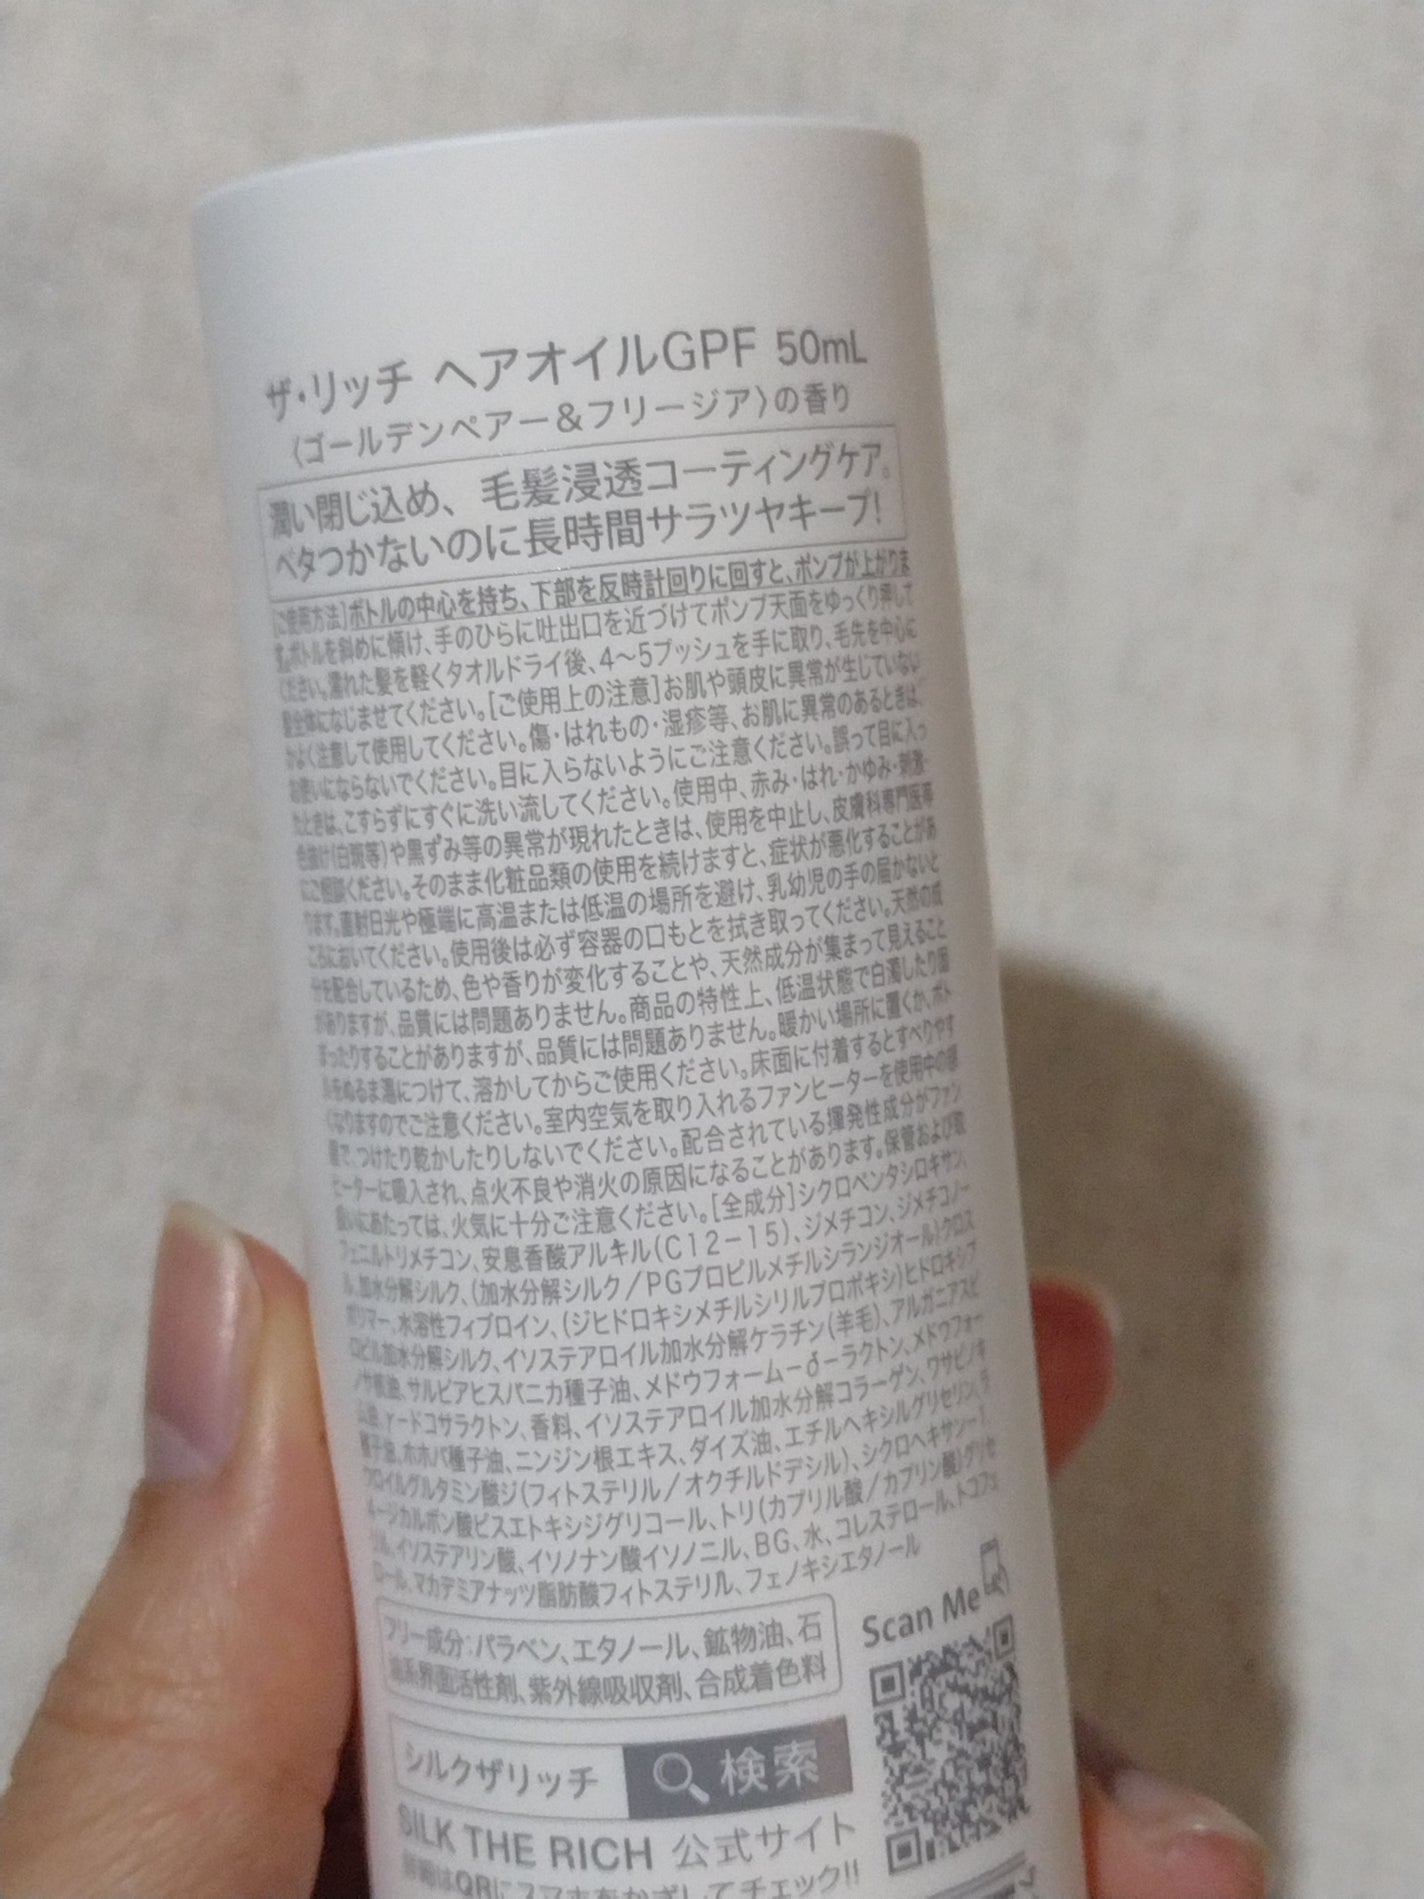 ザ・リッチ ヘアオイルGPF 50mL
〈ゴールデンペアー&フリージア〉の香り
潤い閉じ込め、毛髪浸透コーティングケア。
ベタつかないのに長時間サラツヤキープ!
[ご使用方法]ボトルの中心を持ち、下部を反時計回りに回すと、ポンプが上がりま
す。ボトルを斜めに傾け、手のひらに吐出口を近づけてポンプ天面をゆっくり押して
ください。濡れた髪を軽くタオルドライ後、4〜5プッシュを手に取り、毛先を中心に
髪全体になじませてください。[ご使用上の注意]お肌や頭皮に異常が生じていない
かよく注意して使用してください。傷・はれもの・湿疹等、お肌に異常のあるときは、
お使いにならないでください。目に入らないようにご注意ください。誤って目に入っ
たときは、こすらずにすぐに洗い流してください。使用中、赤み・はれ・かゆみ・刺激・
色抜け(白斑等)や黒ずみ等の異常が現れたときは、使用を中止し、皮膚科専門医等
にご相談ください。そのまま化粧品類の使用を続けますと、症状が悪化することがあ
ります。直射日光や極端に高温または低温の場所を避け、乳幼児の手の届かないと
ころにおいてください。使用後は必ず容器の口もとを拭き取ってください。天然の成
分を配合しているため、色や香りが変化することや、天然成分が集まって見えること
がありますが、品質には問題ありません。商品の特性上、低温状態で白濁したり固
まったりすることがありますが、品質には問題ありません。暖かい場所に置くか、ボト
ルをぬるま湯につけて、溶かしてからご使用ください。床面に付着するとすべりやす
くなりますのでご注意ください。室内空気を取り入れるファンヒーターを使用中の部
屋で、つけたり乾かしたりしないでください。配合されている揮発性成分がファン
ヒーターに吸入され、点火不良や消火の原因になることがあります。保管および取
扱いにあたっては、火気に十分ご注意ください。[全成分]シクロペンタシロキサン、
フェニルトリメチコン、安息香酸アルキル(C12-15)、ジメチコン、ジメチコノー
ル、加水分解シルク、(加水分解シルク/PGプロピルメチルシランジオール)クロス
ポリマー、水溶性フィブロイン、(ジヒドロキシメチルシリルプロポキシ)ヒドロキシプ
ロピル加水分解シルク、イソステアロイル加水分解ケラチン(羊毛)、アルガニアスピ
ノサ核油、サルビアヒスパニカ種子油、メドウフォーム-δ-ラクトン、メドウフォー
ム油、γ-ドコサラクトン、香料、イソステアロイル加水分解コラーゲン、ワサビノキ
種子油、ホホバ種子油、ニンジン根エキス、ダイズ油、エチルヘキシルグリセリン、ラ
ウロイルグルタミン酸ジ(フィトステリル/オクチルドデシル)、シクロヘキサン-1,
4-ジカルボン酸ビスエトキシジグリコール、トリ(カプリル酸/カプリン酸)グリセ
リル、イソステアリン酸、イソノナン酸イソノニル、BG、水、コレステロール、トコフェ
ロール、マカデミアナッツ脂肪酸フィトステリル、フェノキシエタノール
フリー成分:パラベン、エタノール、鉱物油、石
油系界面活性剤、紫外線吸収剤、合成着色料
Scan Me
シルクザリッチ 検索
SILK THE RICH 公式サイト
詳細はQRにスマホをかざしてチェック!!